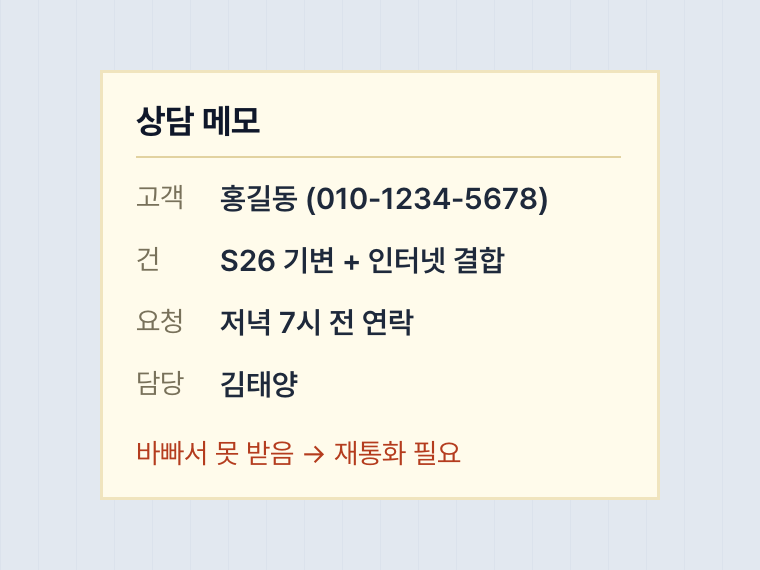 상담 메모
고객 홍길동 (010-1234-5678)
건 S26 기변 + 인터넷 결합
요청 저녁 7시 전 연락
담당 김태양
바빠서 못 받음 → 재통화 필요